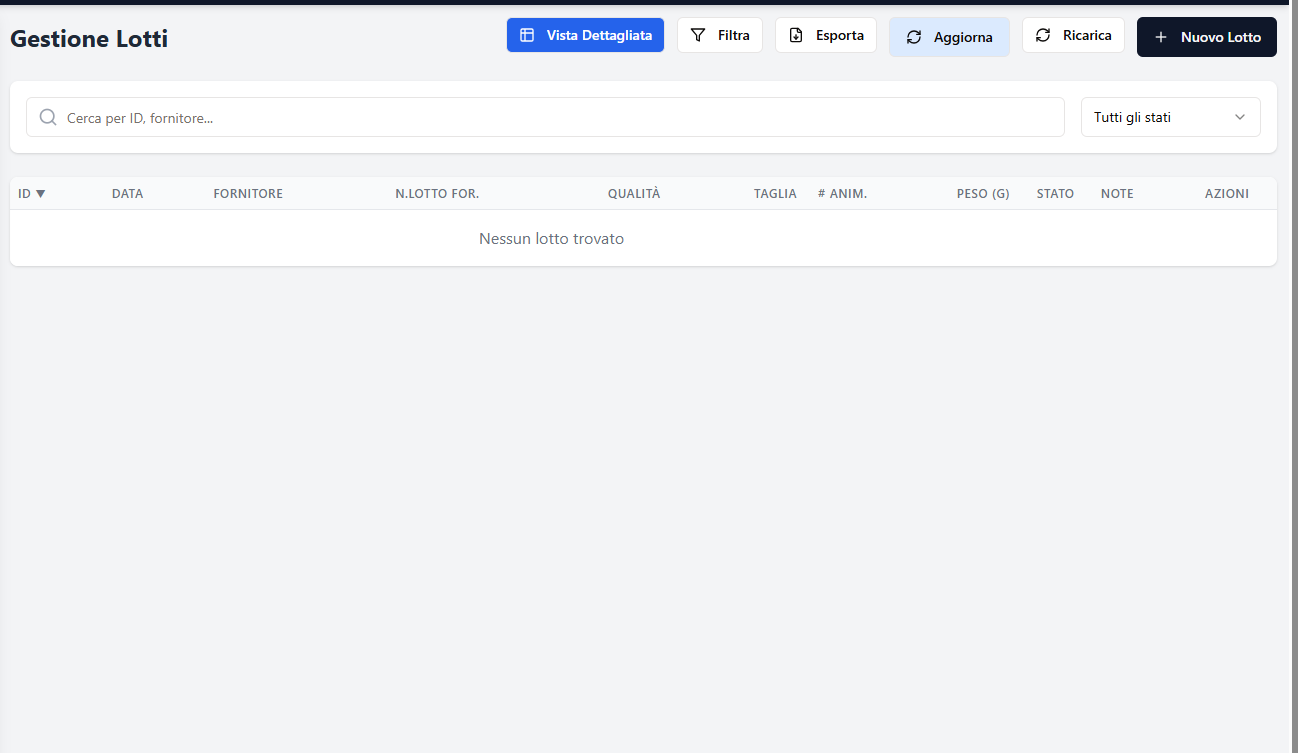 Gestione Lotti
Vista Dettagliata
Filtra
Esporta
Aggiorna
Ricarica
+ Nuovo Lotto
Cerca per ID, fornitore...
Tutti gli stati
ID ▼ DATA FORNITORE N.LOTTO FOR. QUALITÀ TAGLIA # ANIM. PESO (G) STATO NOTE AZIONI
Nessun lotto trovato